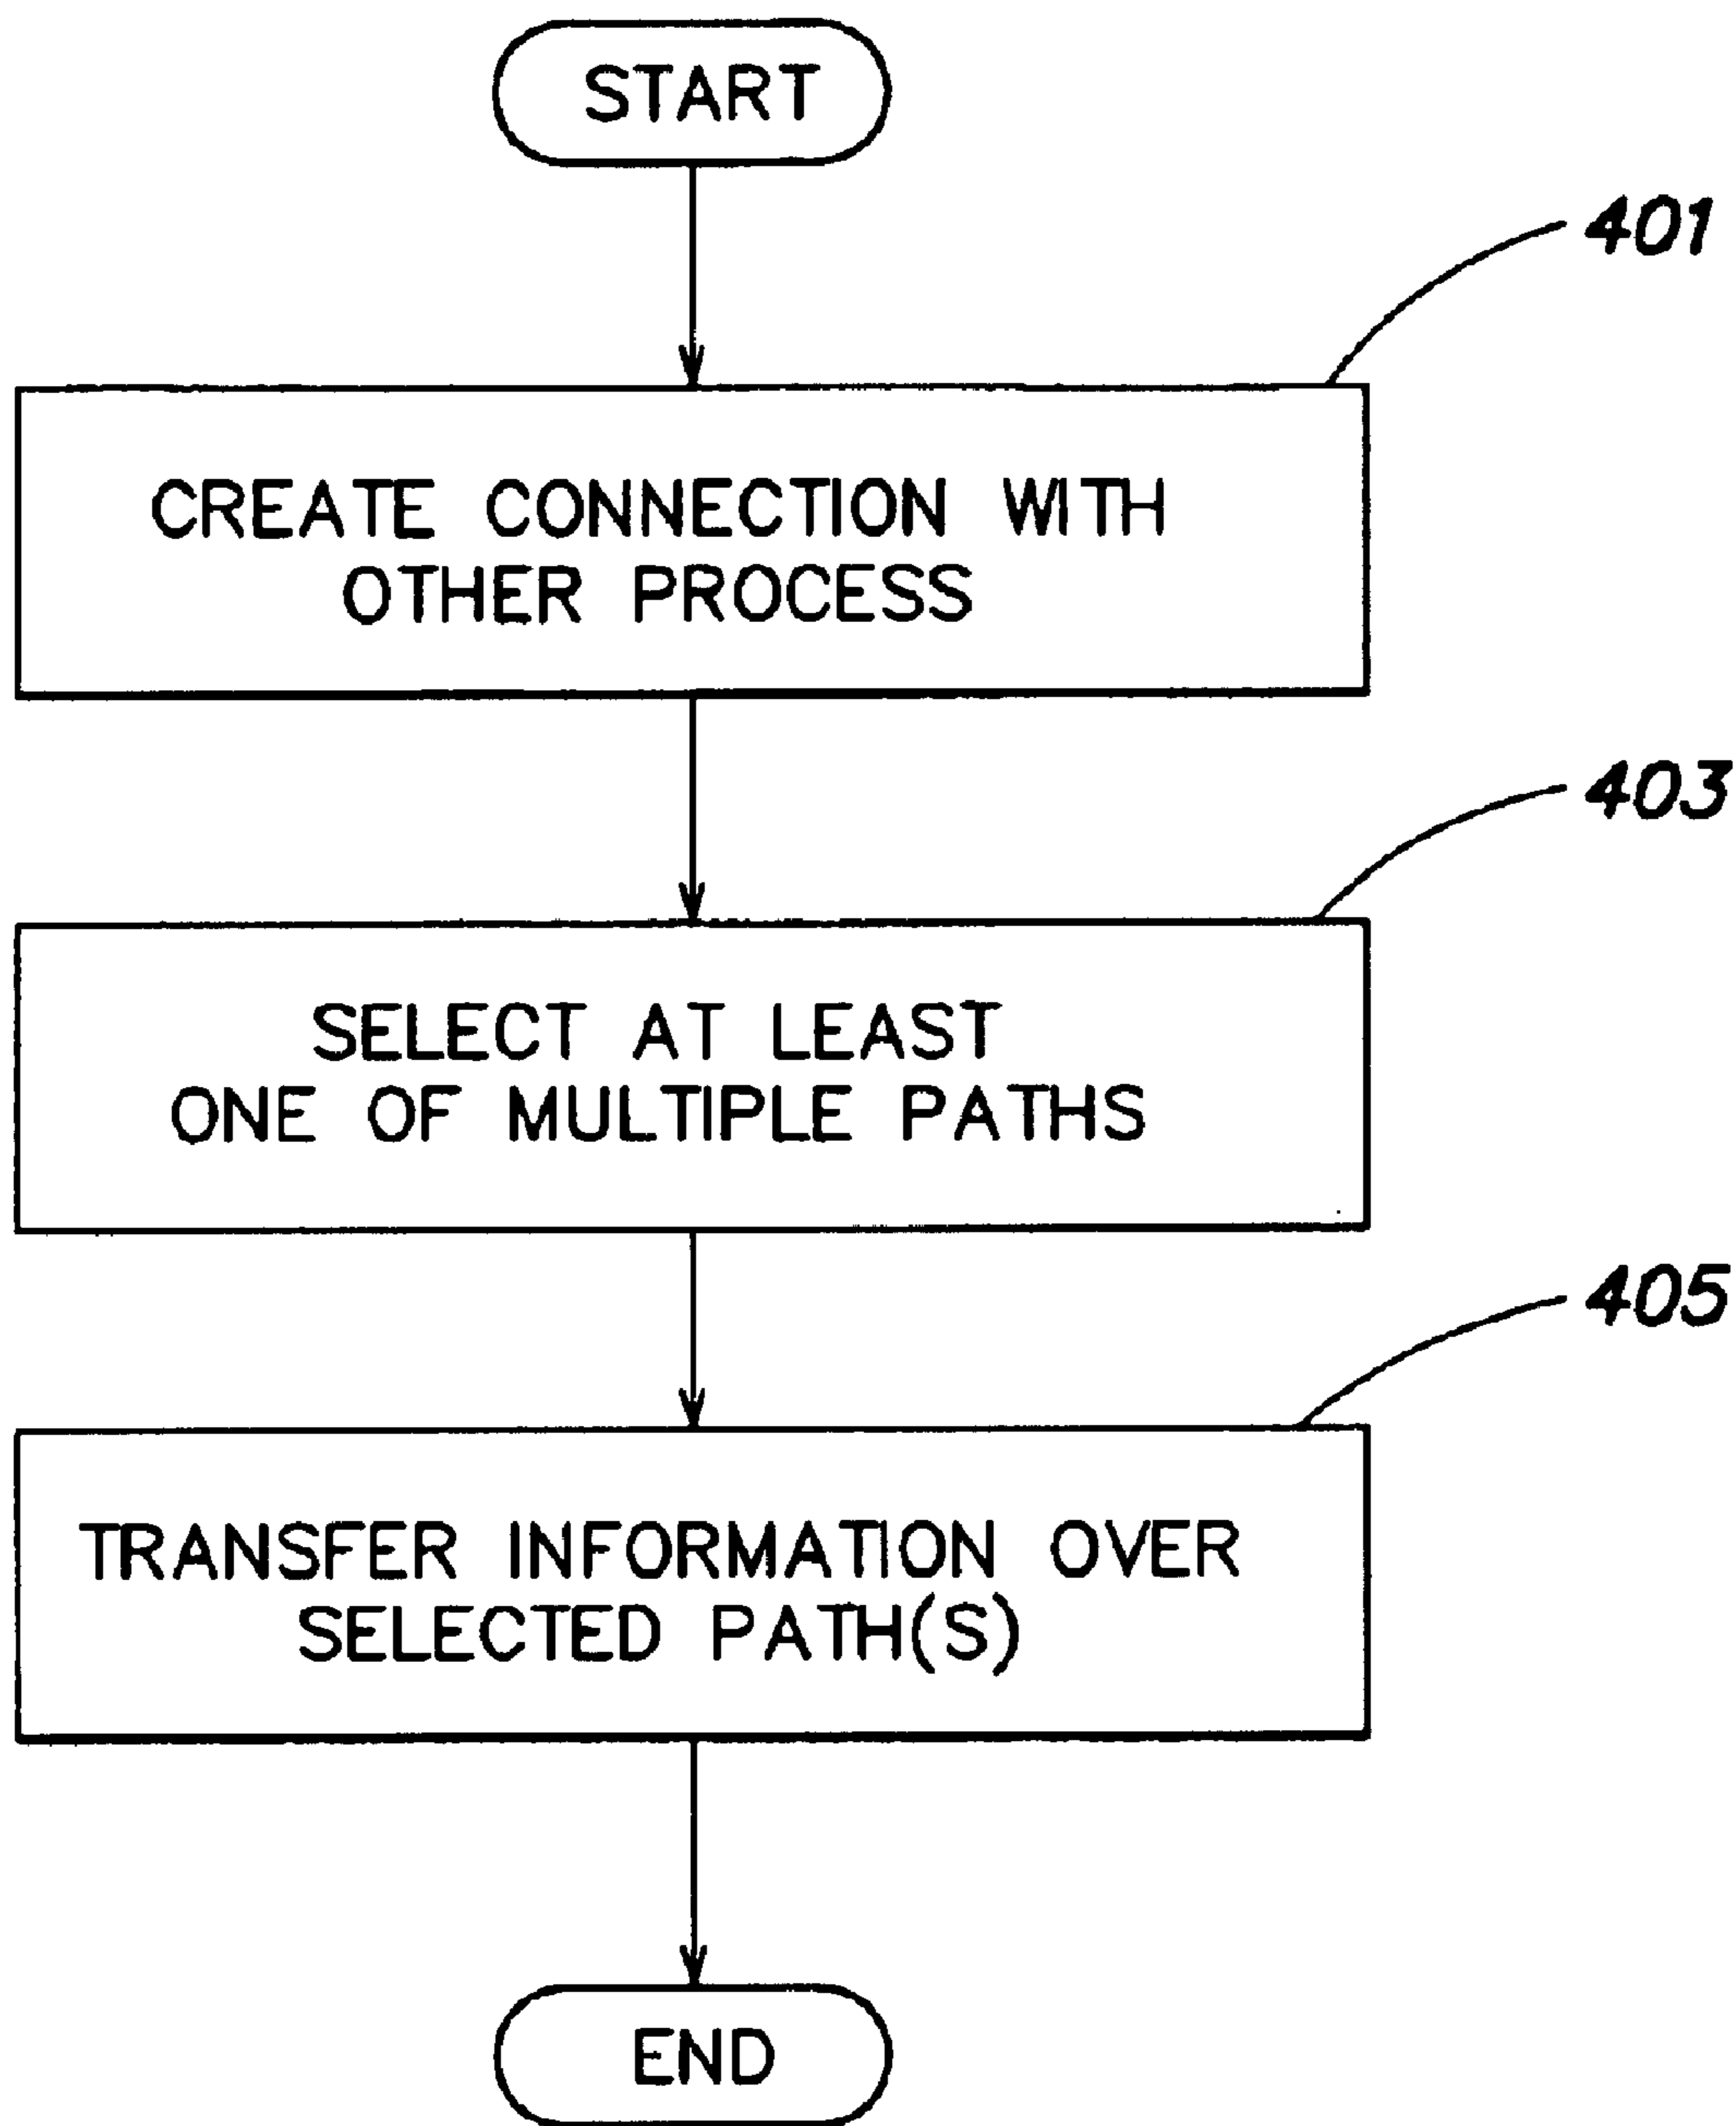 START
401
CREATE CONNECTION WITH
OTHER PROCESS
403
SELECT AT LEAST
ONE OF MULTIPLE PATHS
405
TRANSFER INFORMATION OVER
SELECTED PATH(S)
END